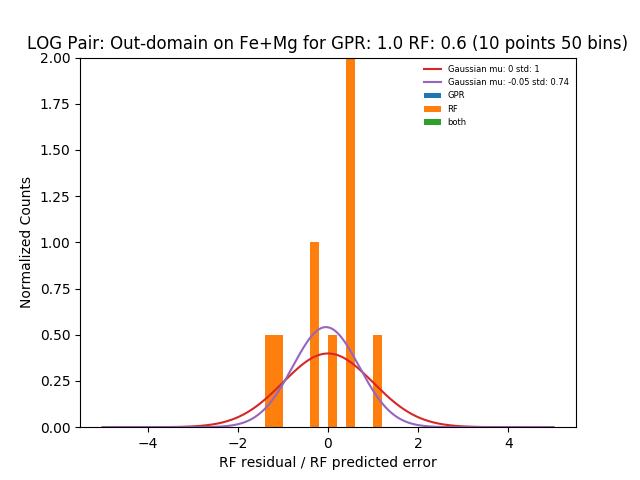 LOG Pair: Out-domain on Fe+Mg for GPR: 1.0 RF: 0.6 (10 points 50 bins)
Gaussian mu: 0 std: 1
Gaussian mu: -0.05 std: 0.74
GPR
RF
both
2.00
1.75
1.50
1.25
1.00
0.75
0.50
0.25
0.00
Normalized Counts
−4 −2 0 2 4
RF residual / RF predicted error